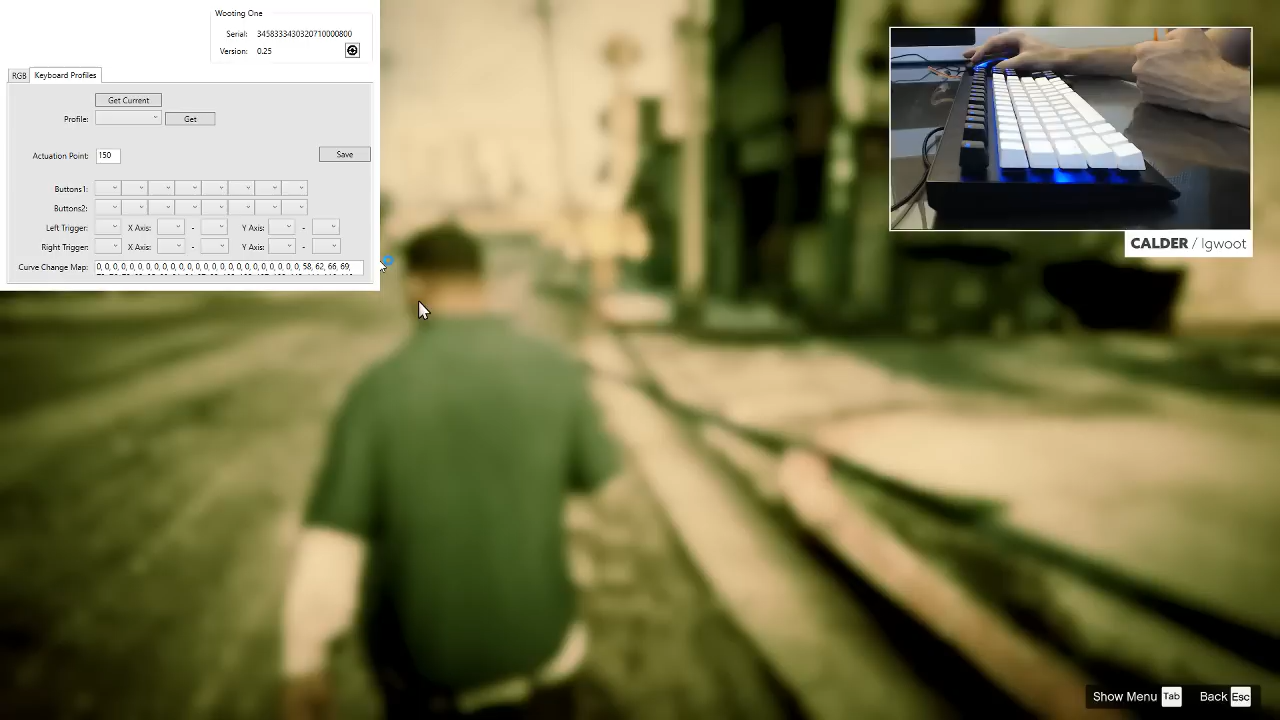 Wooting One
Serial: 3458333430320710000800
Version: 0.25
RGB Keyboard Profiles
Get Current
Profile: Get
Actuation Point: 150 Save
Buttons1:
Buttons2:
Left Trigger: X Axis: - Y Axis: -
Right Trigger: X Axis: - Y Axis: -
Curve Change Map: 0, 0, 0, 0, 0, 0, 0, 0, 0, 0, 0, 0, 0, 0, 0, 0, 0, 0, 0, 0, 0, 0, 0, 0, 58, 62, 66, 69,
CALDER / Igwoot
Show Menu Tab Back Esc